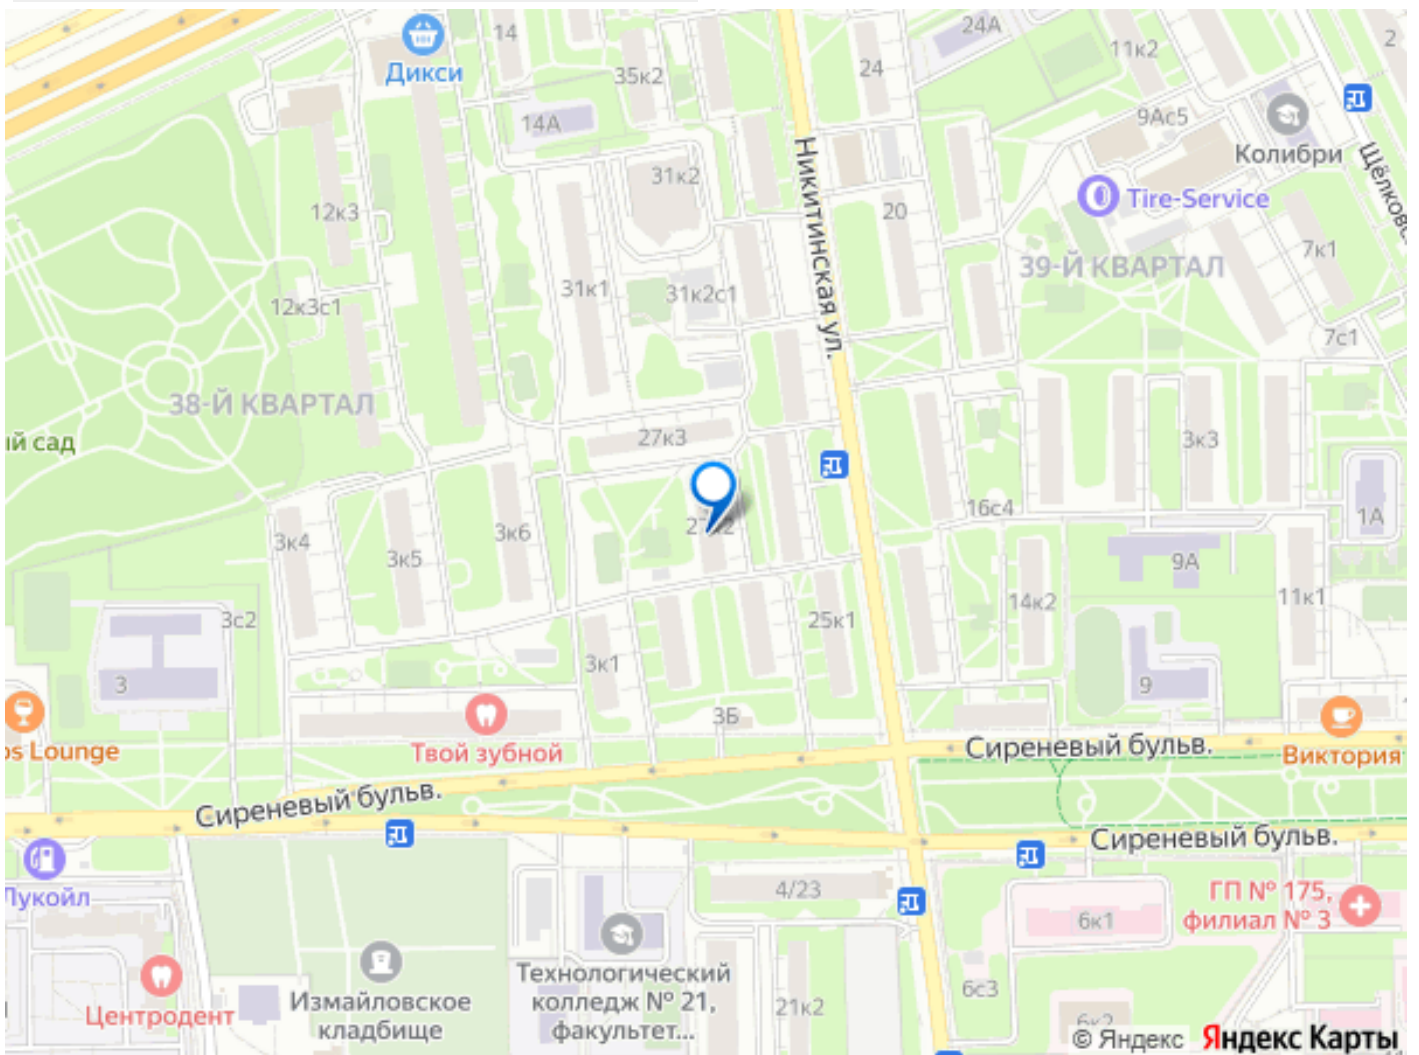 14
24А
2
11к2
Дикси
35к2
24
14А
9Ас5
Колибри
Никитинская ул.
Щёлковс
31к2
Tire-Service
12к3
20
39-Й КВАРТАЛ
7к1
31к1
31к2с1
12к3с1
7с1
38-Й КВАРТАЛ
ый сад
27к3
3к3
16с4
1А
3к4
3к5
3к6
9А
3с2
14к2
11к1
25к1
3к1
3
9
3Б
os Lounge
Твой зубной
Сиреневый бульв.
Виктория
Сиреневый бульв.
Сиреневый бульв.
Лукойл
4/23
6к1
ГП № 175,
филиал № 3
Центродент
Измайловское
кладбище
Технологический
колледж № 21,
факультет...
21к2
6с3
6к2
© Яндекс Яндекс Карты